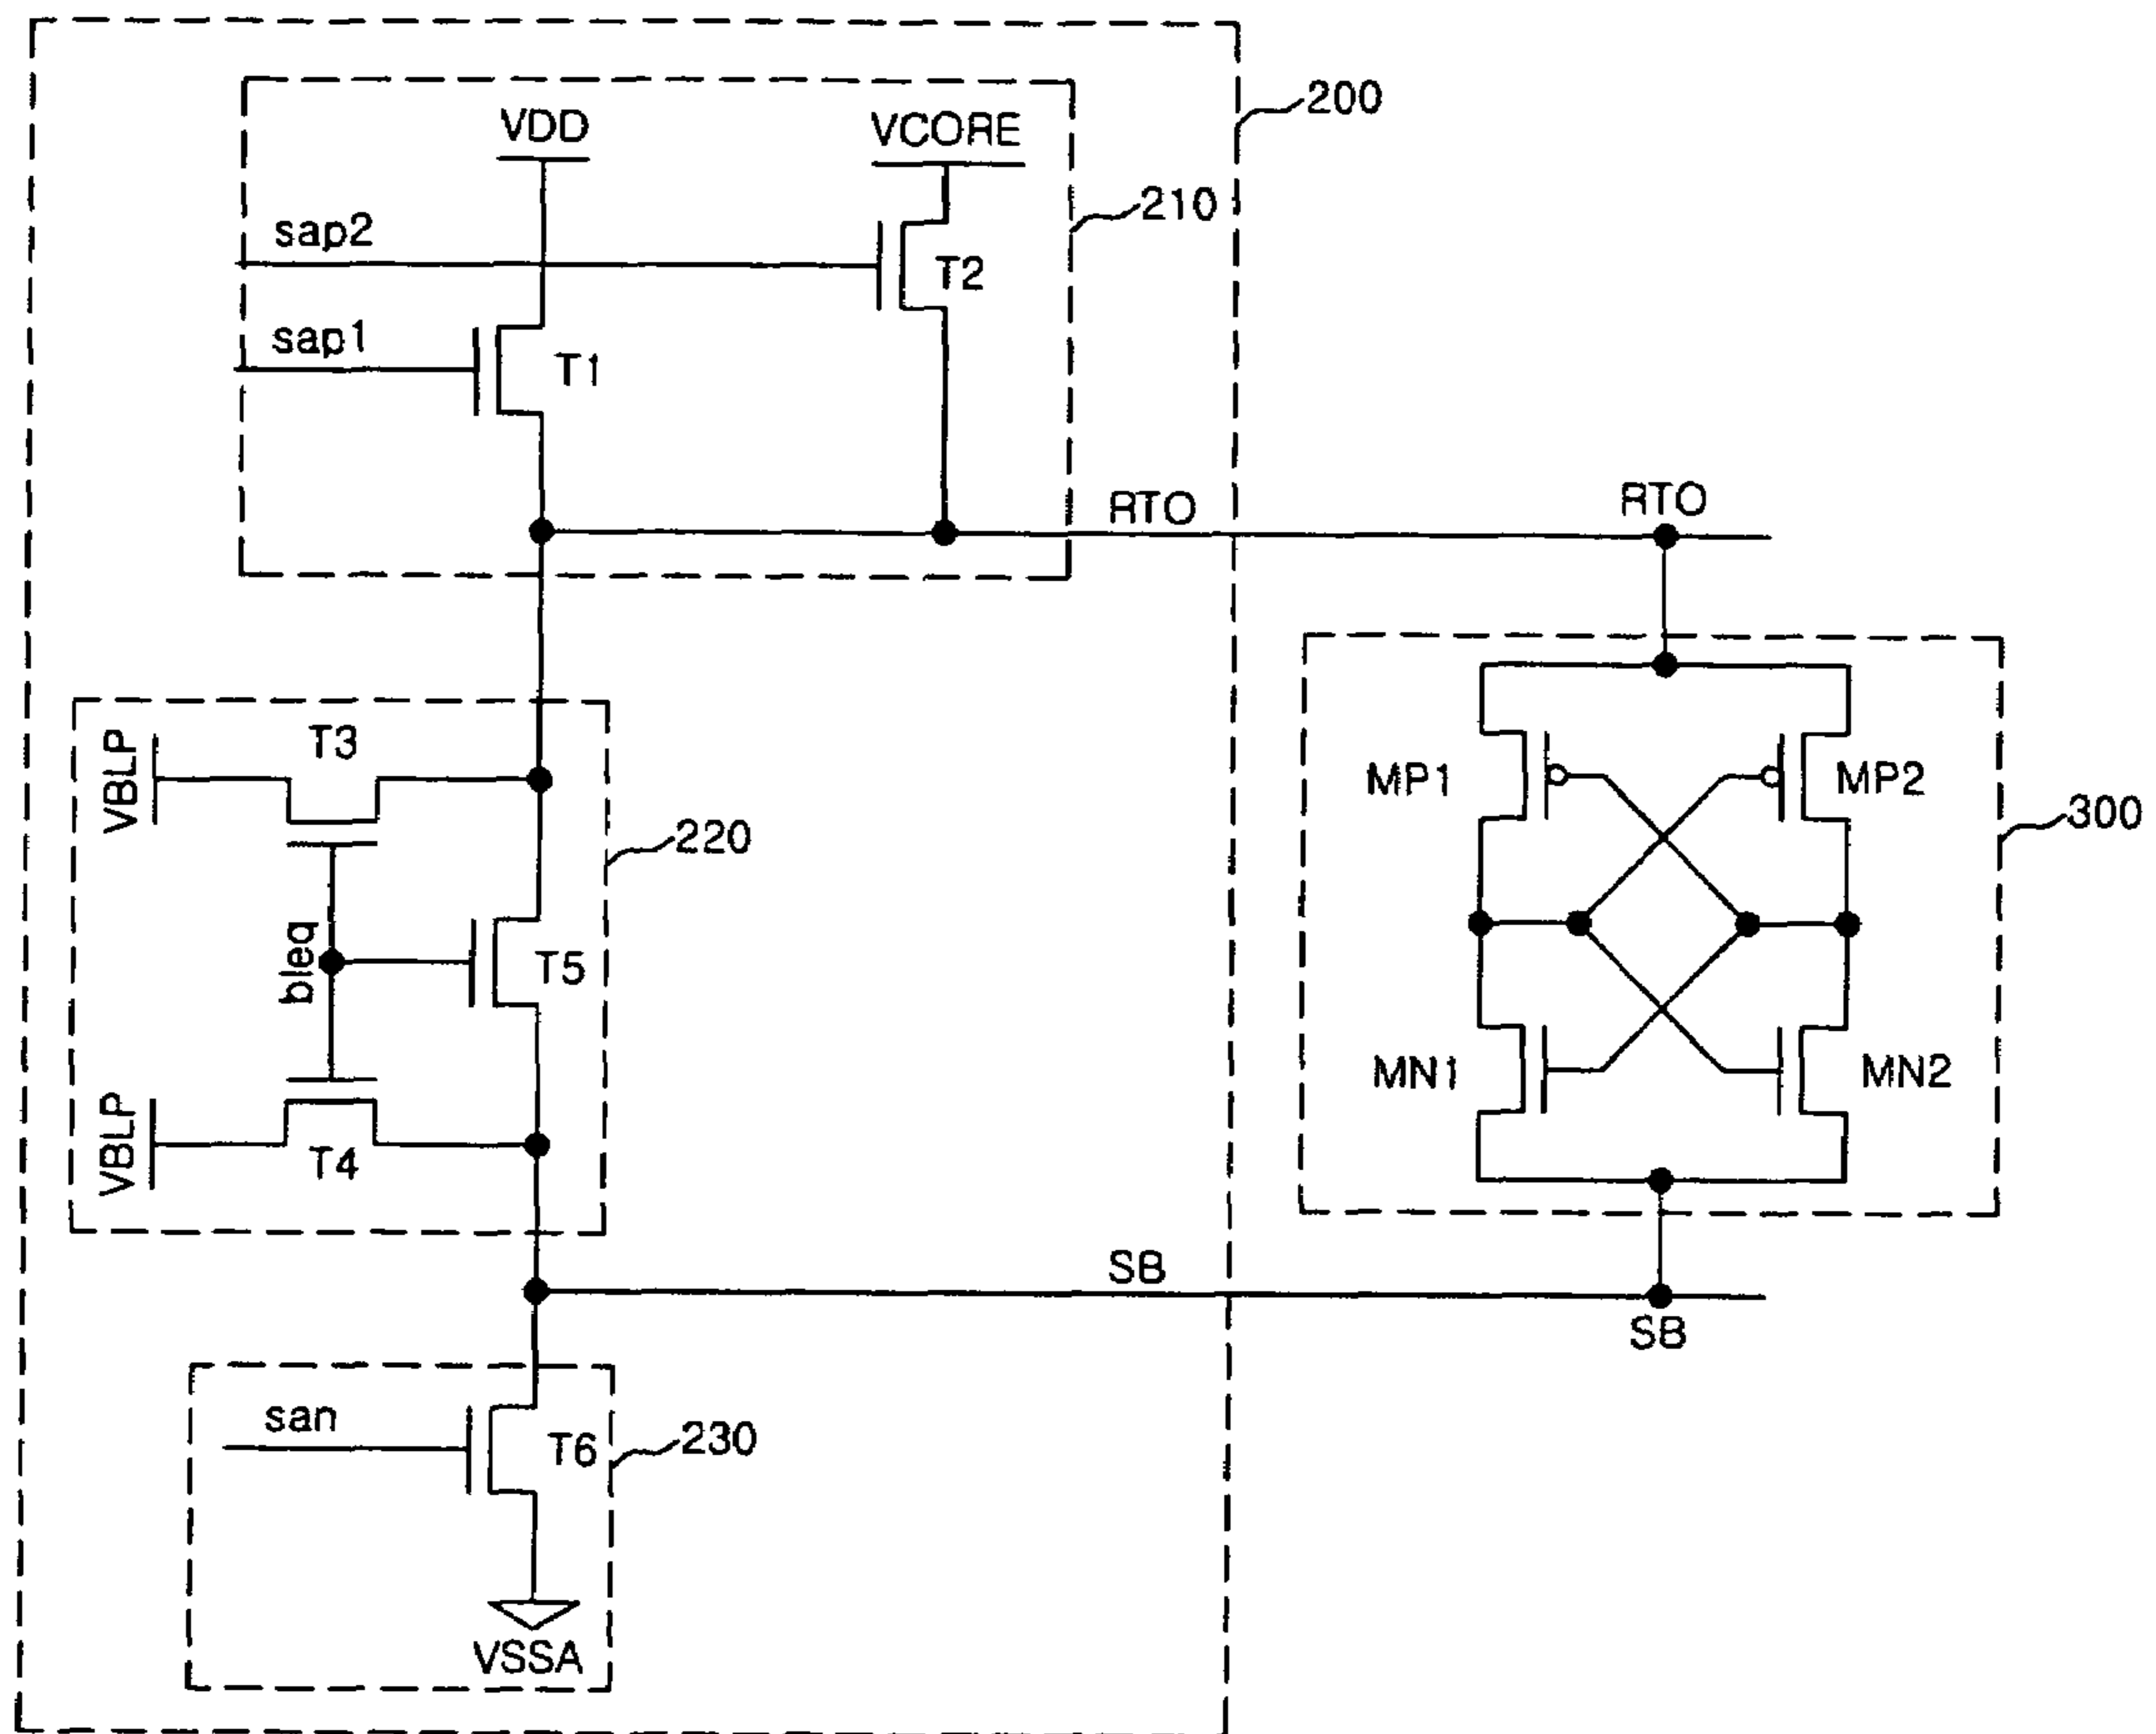 200
VDD
VCORE
210
sap2
T2
sap1
T1
RTO
RTO
T3
VBLP
MP1
MP2
300
220
bleq
T5
MN1
MN2
VBLP
T4
SB
SB
san
T6
230
VSSA